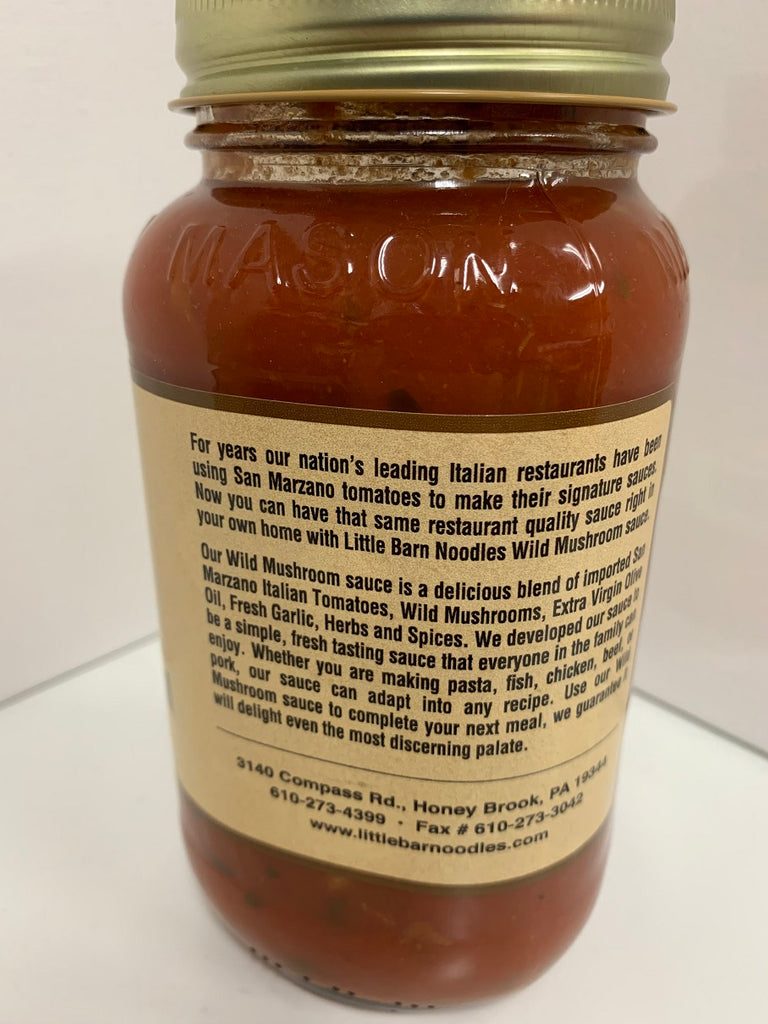 MASON
For years our nation's leading Italian restaurants have been
using San Marzano tomatoes to make their signature sauces.
Now you can have that same restaurant quality sauce right in
your own home with Little Barn Noodles Wild Mushroom sauce.
Our Wild Mushroom sauce is a delicious blend of imported San
Marzano Italian Tomatoes, Wild Mushrooms, Extra Virgin Olive
Oil, Fresh Garlic, Herbs and Spices. We developed our sauce to
be a simple, fresh tasting sauce that everyone in the family can
enjoy. Whether you are making pasta, fish, chicken, beef, or
pork, our sauce can adapt into any recipe. Use our Wild
Mushroom sauce to complete your next meal, we guarantee it
will delight even the most discerning palate.
3140 Compass Rd., Honey Brook, PA 19344
610-273-4399 · Fax # 610-273-3042
www.littlebarnoodles.com